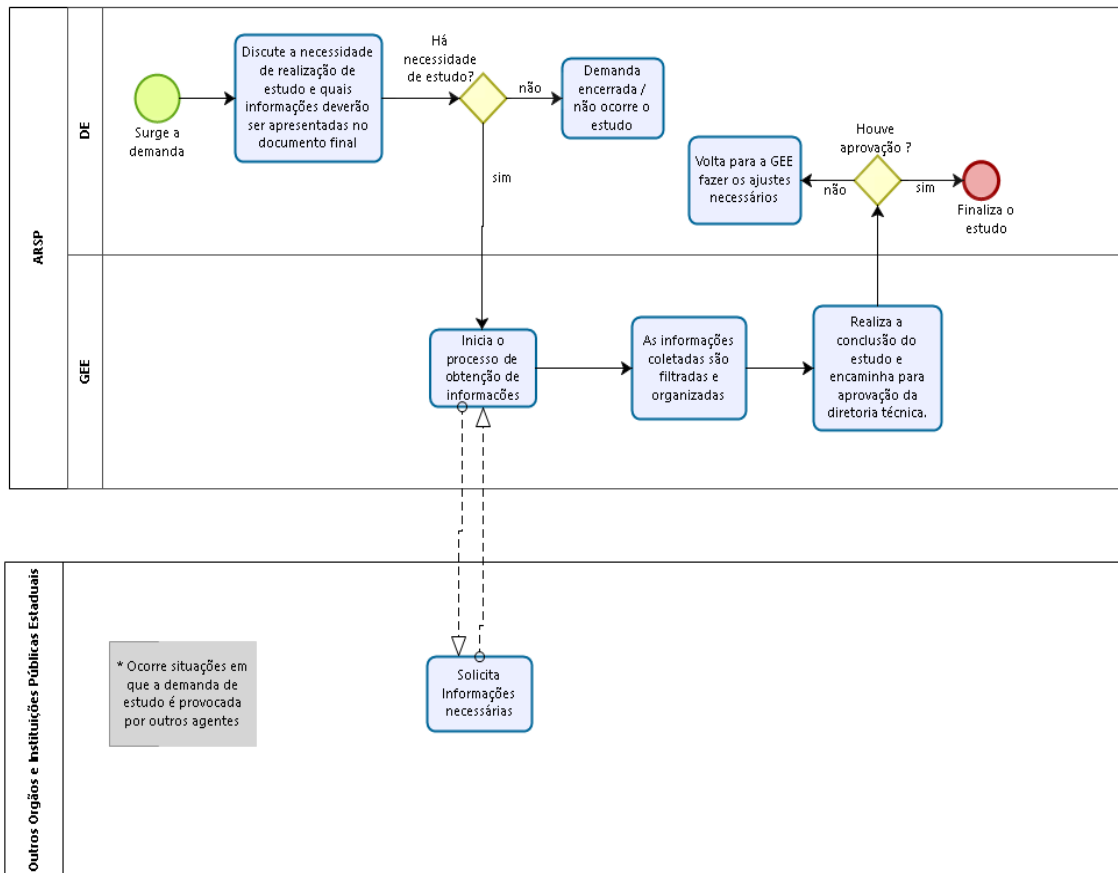 ARSP
DE
Surge a
demanda
Discute a necessidade
de realização de
estudo e quais
informações deverão
ser apresentadas no
documento final
Há
necessidade
de estudo?
não
Demanda
encerrada /
não ocorre o
estudo
sim
Volta para a GEE
fazer os ajustes
necessários
não
Houve
aprovação ?
sim
Finaliza o
estudo
GEE
Inicia o
processo de
obtenção de
informacões
As informações
coletadas são
filtradas e
organizadas
Realiza a
conclusão do
estudo e
encaminha para
aprovação da
diretoria técnica.
Outros Orgãos e Instituições Públicas Estaduais
* Ocorre situações em
que a demanda de
estudo é provocada
por outros agentes
Solicita
Informações
necessárias